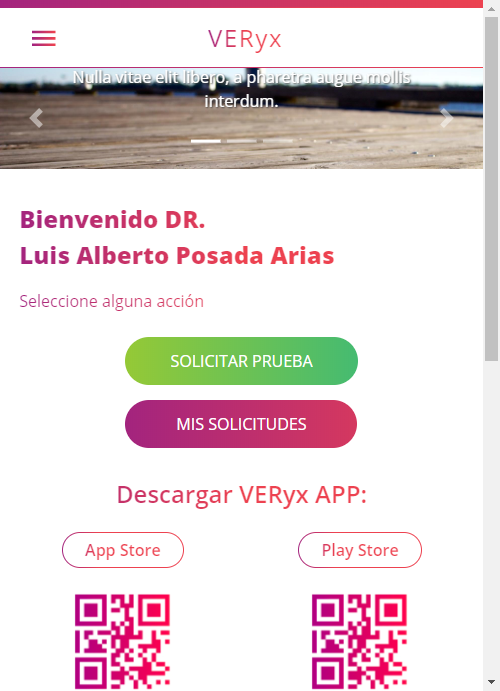 VERyx
Nulla vitae elit libero, a pharetra augue mollis
interdum.
Bienvenido DR.
Luis Alberto Posada Arias
Seleccione alguna acción
SOLICITAR PRUEBA
MIS SOLICITUDES
Descargar VERyx APP:
App Store
Play Store